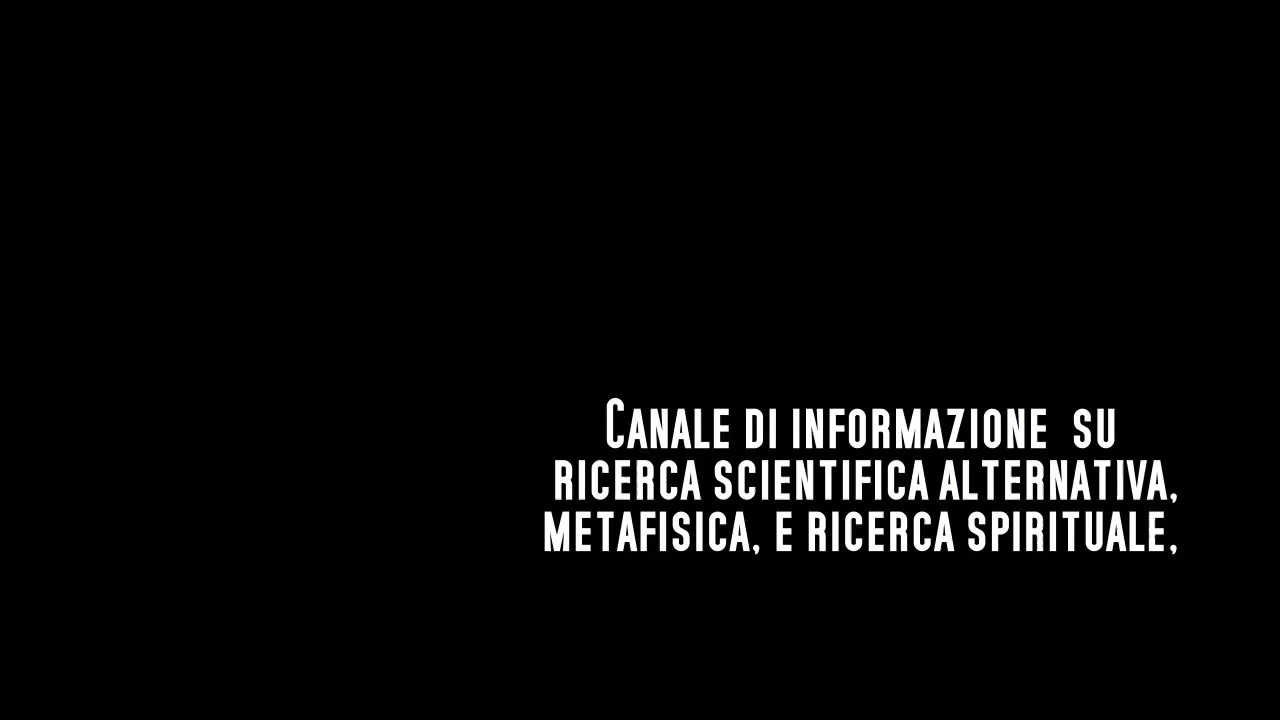 Canale di informazione  su
ricerca scientifica alternativa,
metafisica, e ricerca spirituale,